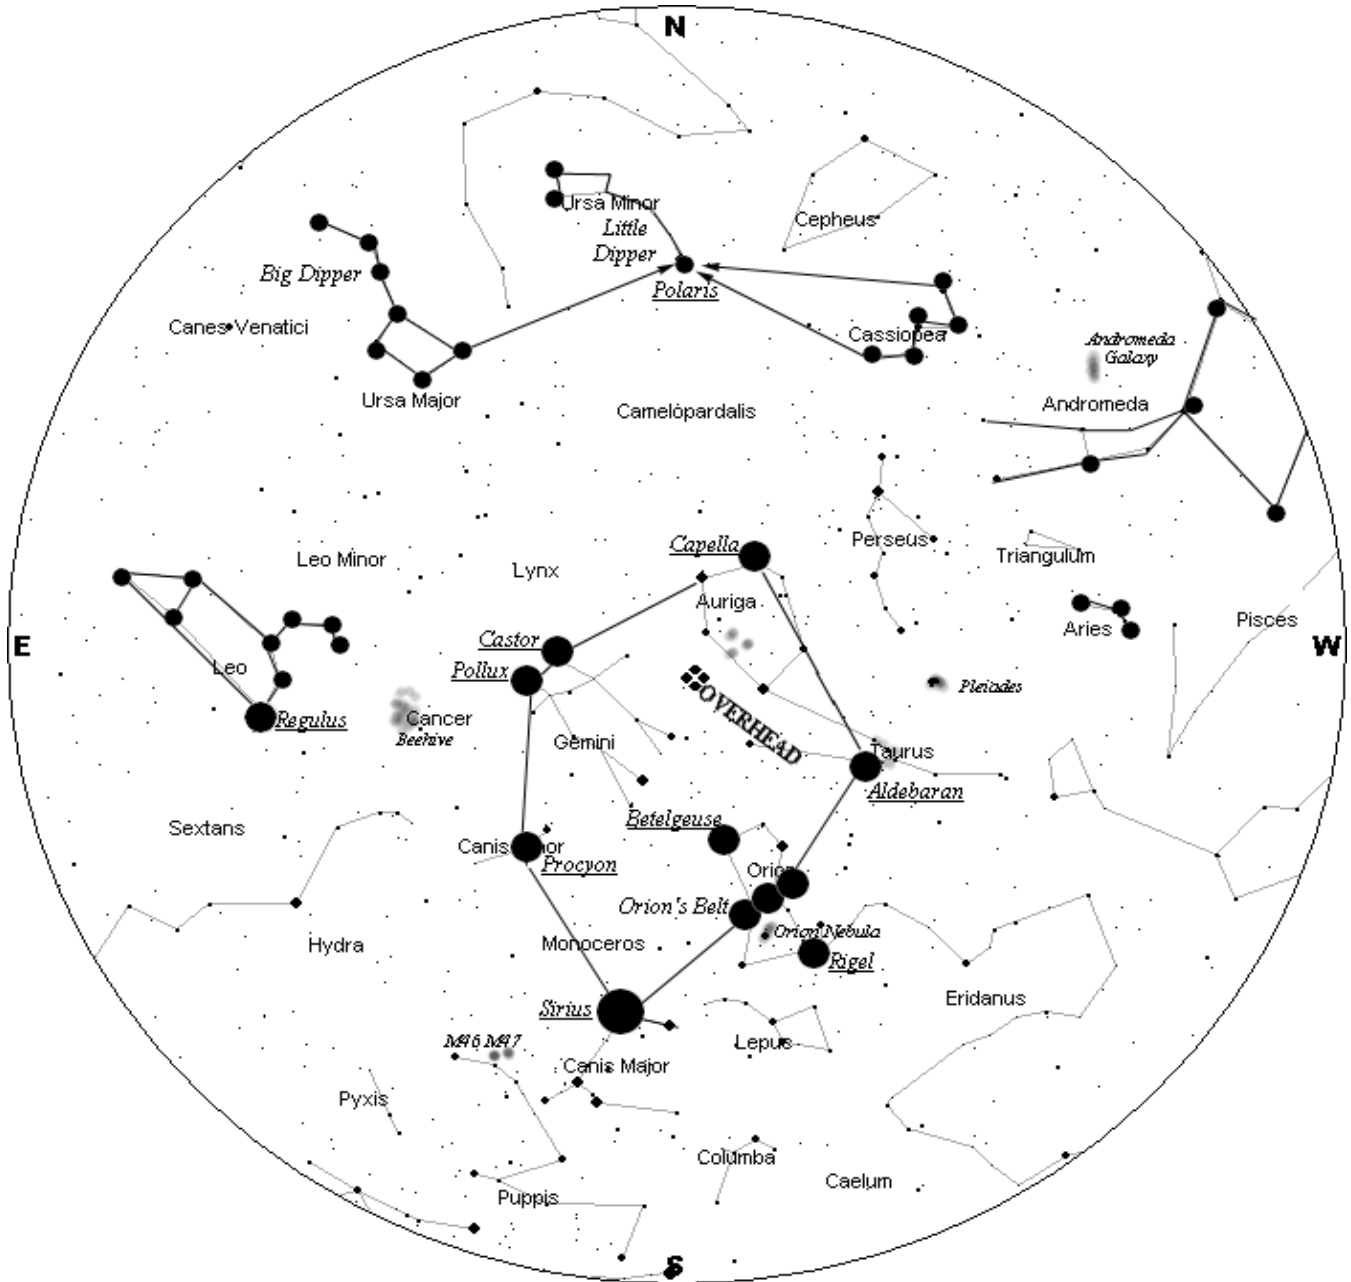 N
Ursa Minor
Little
Dipper
Cepheus
Big Dipper
Polaris
Canes Venatici
Cassiopea
Andromeda
Galaxy
Ursa Major
Camelopardalis
Andromeda
Leo Minor
Lynx
Capella
Perseus
Triangulum
Auriga
Aries
Pisces
E
W
Castor
Pollux
Leo
Regulus
Cancer
Beehive
Gemini
OVERHEAD
Pleiades
Taurus
Aldebaran
Sextans
Betelgeuse
Canis Minor
Procyon
Orion
Orion's Belt
Orion Nebula
Hydra
Monoceros
Rigel
Eridanus
Sirius
Lepus
M46 M47
Canis Major
Pyxis
Columba
Caelum
Puppis
S